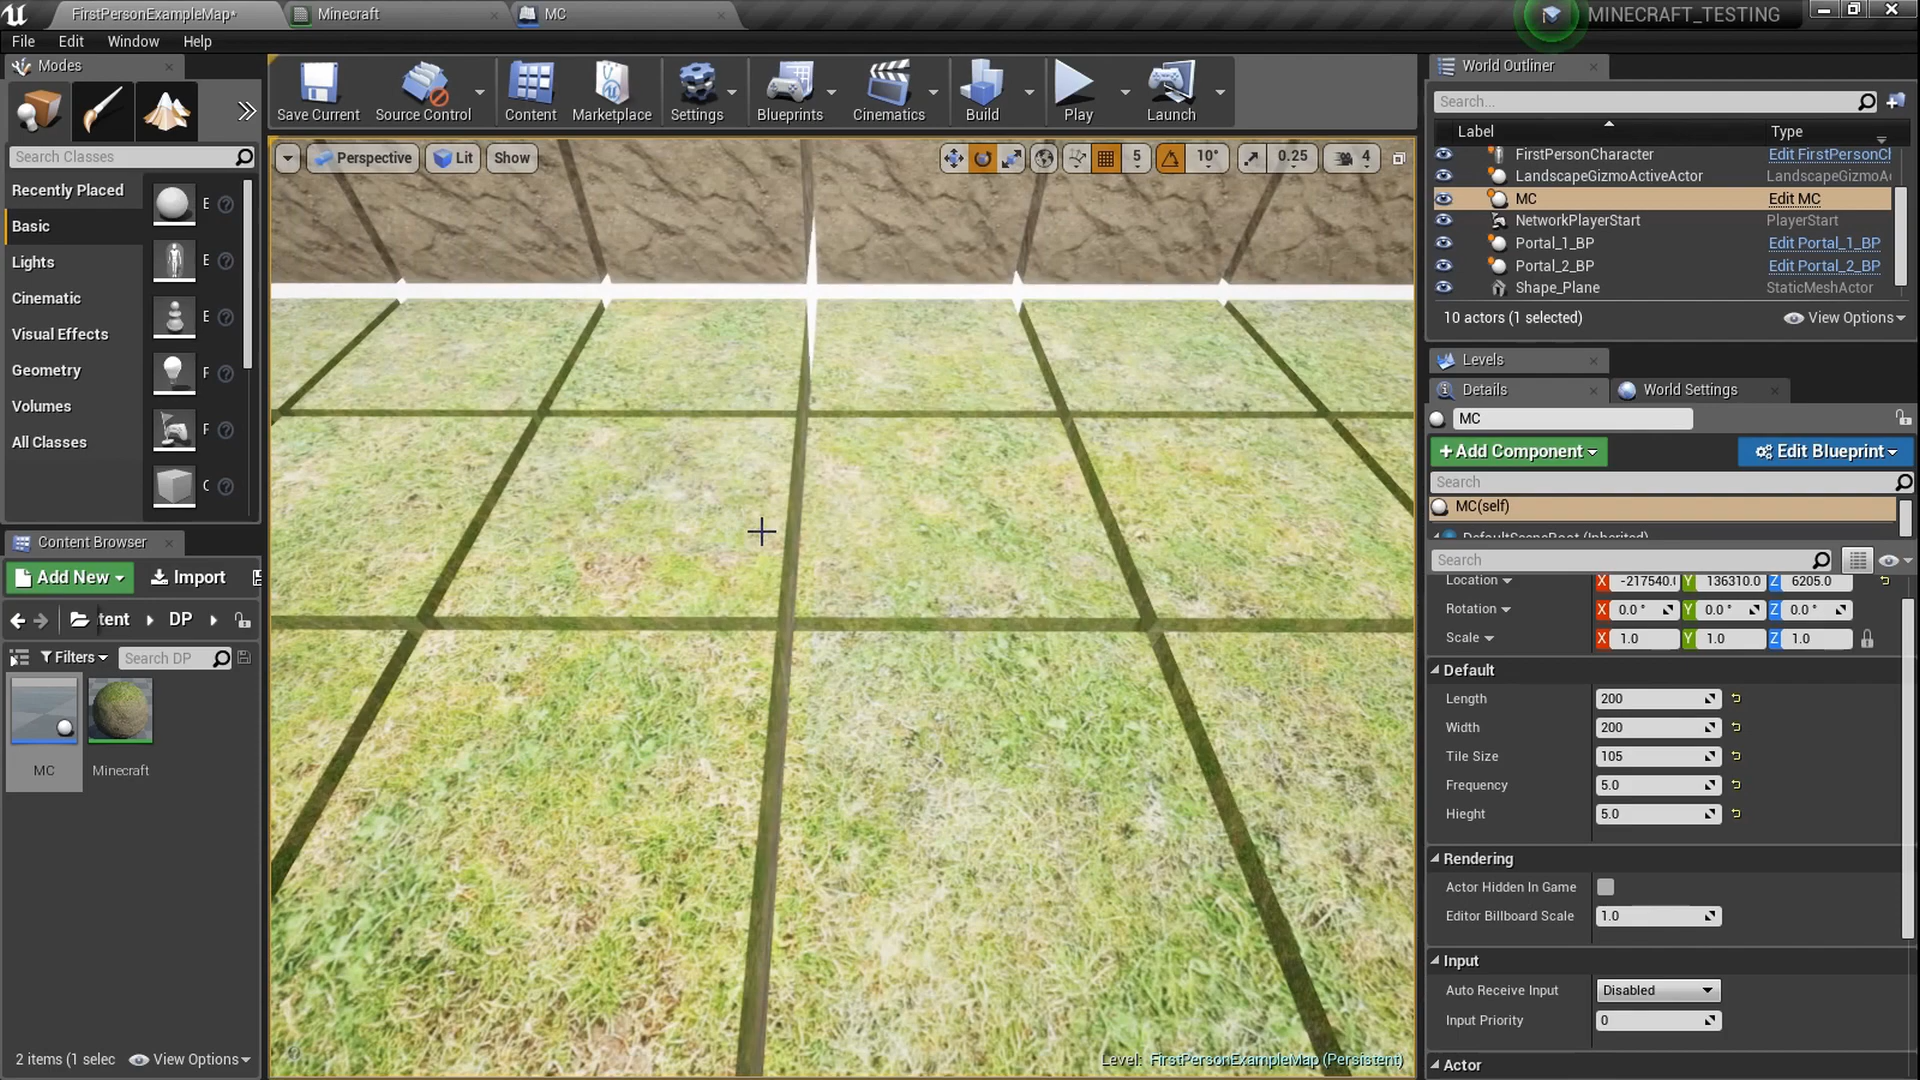 FirstPersonExampleMap*
Minecraft
MC
MINECRAFT_TESTING
File
Edit
Window
Help
Modes
Search Classes
Recently Placed
Basic
Lights
Cinematic
Visual Effects
Geometry
Volumes
All Classes
E
E
E
F
F
C
Save Current
Source Control
Content
Marketplace
Settings
Blueprints
Cinematics
Build
Play
Launch
Perspective
Lit
Show
5
10°
0.25
4
Level: FirstPersonExampleMap (Persistent)
Content Browser
Add New
Import
tent
DP
Filters
Search DP
MC
Minecraft
2 items (1 selec
View Options
World Outliner
Search...
Label
Type
FirstPersonCharacter
Edit FirstPersonCl
LandscapeGizmoActiveActor
LandscapeGizmoA
MC
Edit MC
NetworkPlayerStart
PlayerStart
Portal_1_BP
Edit Portal_1_BP
Portal_2_BP
Edit Portal_2_BP
Shape_Plane
StaticMeshActor
10 actors (1 selected)
View Options
Levels
Details
World Settings
MC
+ Add Component
Edit Blueprint
Search
MC(self)
DefaultSceneRoot (Inherited)
Search
Location
X -217540.( Y 136310.0 Z 6205.0
Rotation
X 0.0 ° Y 0.0 ° Z 0.0 °
Scale
X 1.0 Y 1.0 Z 1.0
Default
Length
200
Width
200
Tile Size
105
Frequency
5.0
Hieght
5.0
Rendering
Actor Hidden In Game
Editor Billboard Scale
1.0
Input
Auto Receive Input
Disabled
Input Priority
0
Actor